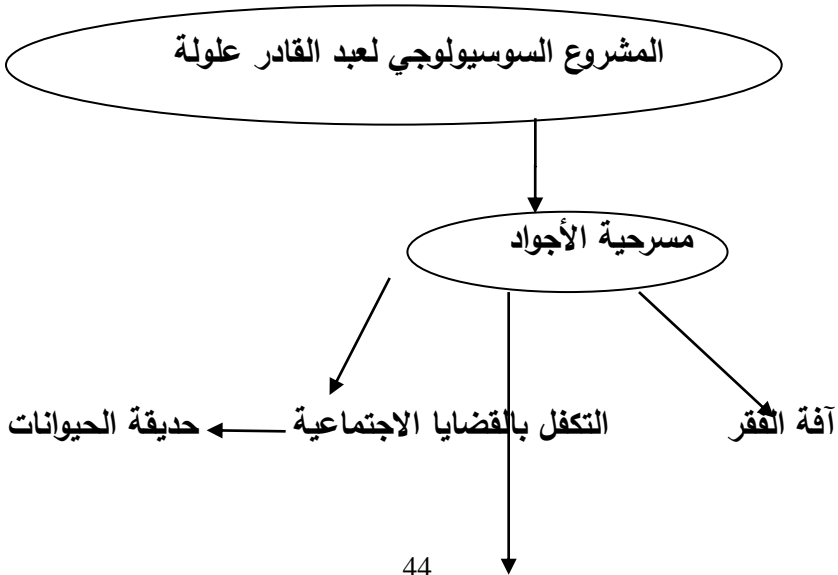 المشروع السوسيولوجي لعبد القادر علولة
مسرحية الأجواد
آفة الفقر
التكفل بالقضايا الاجتماعية
حديقة الحيوانات
44